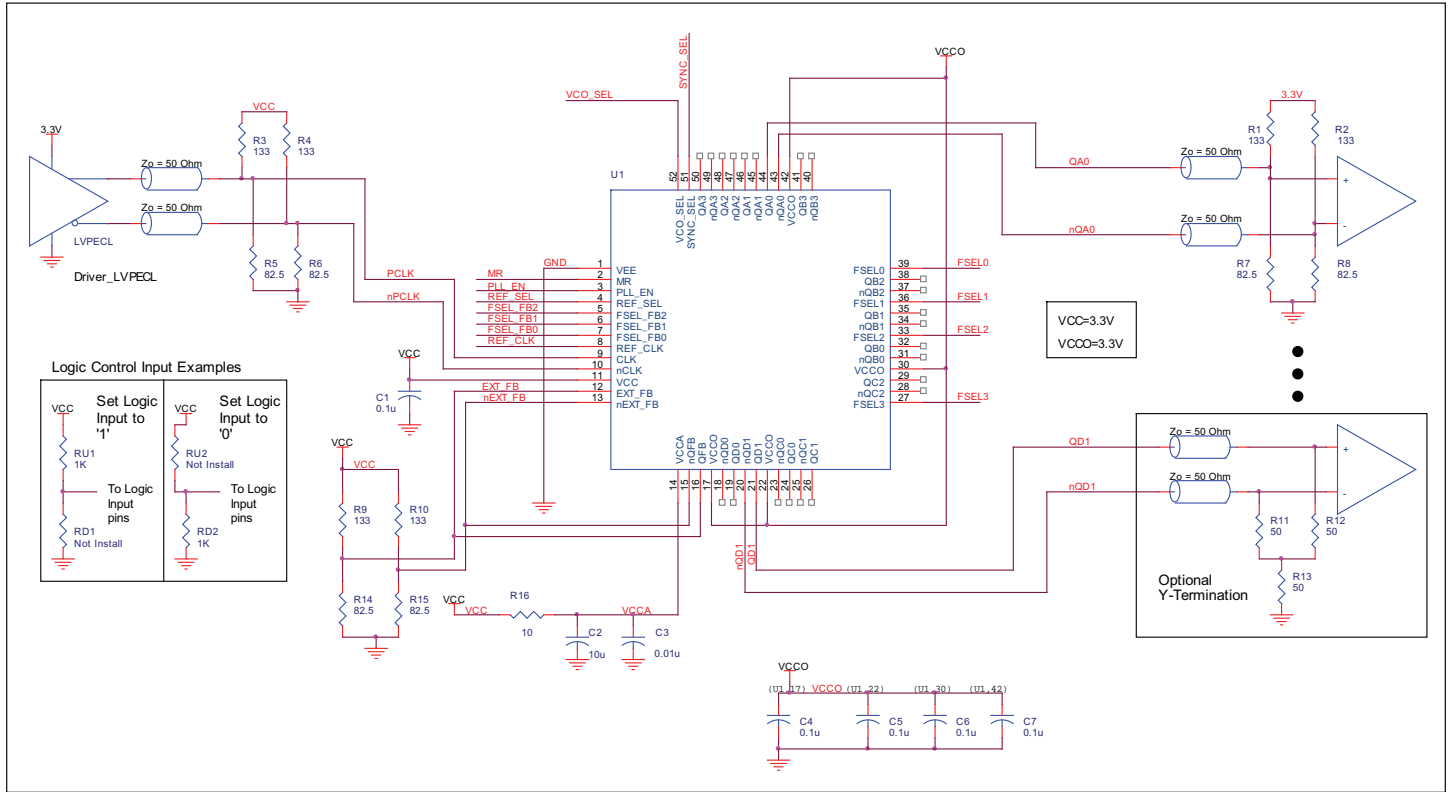 VCCO
SYNC_SEL
VCO_SEL
VCC
R3
133
R4
133
3.3V
Zo = 50 Ohm
Zo = 50 Ohm
LVPECL
Driver_LVPECL
R5
82.5
R6
82.5
PCLK
nPCLK
3.3V
R1
133
R2
133
Zo = 50 Ohm
QA0
+
Zo = 50 Ohm
nQA0
-
R7
82.5
R8
82.5
U1
52 51 50 49 48 47 46 45 44 43 42 41 40
VCO_SEL
SYNC_SEL
QA3
nQA3
QA2
nQA2
QA1
nQA1
QA0
nQA0
VCCO
QB3
nQB3
GND 1 VEE
MR 2 MR
PLL_EN 3 PLL_EN
REF_SEL 4 REF_SEL
FSEL_FB2 5 FSEL_FB2
FSEL_FB1 6 FSEL_FB1
FSEL_FB0 7 FSEL_FB0
REF_CLK 8 REF_CLK
9 CLK
10 nCLK
11 VCC
EXT_FB 12 EXT_FB
nEXT_FB 13 nEXT_FB
FSEL0 39 FSEL0
QB2 38
nQB2 37
FSEL1 36 FSEL1
QB1 35
nQB1 34
FSEL2 33 FSEL2
QB0 32
nQB0 31
VCCO 30
QC2 29
nQC2 28
FSEL3 27 FSEL3
VCCA
nQFB
QFB
VCCO
nQD0
QD0
nQD1
QD1
VCCO
nQC0
QC0
nQC1
QC1
14 15 16 17 18 19 20 21 22 23 24 25 26
nQD1
QD1
VCC=3.3V
VCCO=3.3V
VCC
C1
0.1u
Logic Control Input Examples
VCC
Set Logic
Input to
'1'
RU1
1K
To Logic
Input
pins
RD1
Not Install
VCC
Set Logic
Input to
'0'
RU2
Not Install
To Logic
Input
pins
RD2
1K
VCC
VCC
R9
133
R10
133
R14
82.5
R15
82.5
VCC
VCC
R16
10
VCCA
C2
10u
C3
0.01u
Zo = 50 Ohm
QD1
+
Zo = 50 Ohm
nQD1
-
R11
50
R12
50
R13
50
Optional
Y-Termination
VCCO
(U1,17) VCCO (U1,22) (U1,30) (U1,42)
C4
0.1u
C5
0.1u
C6
0.1u
C7
0.1u